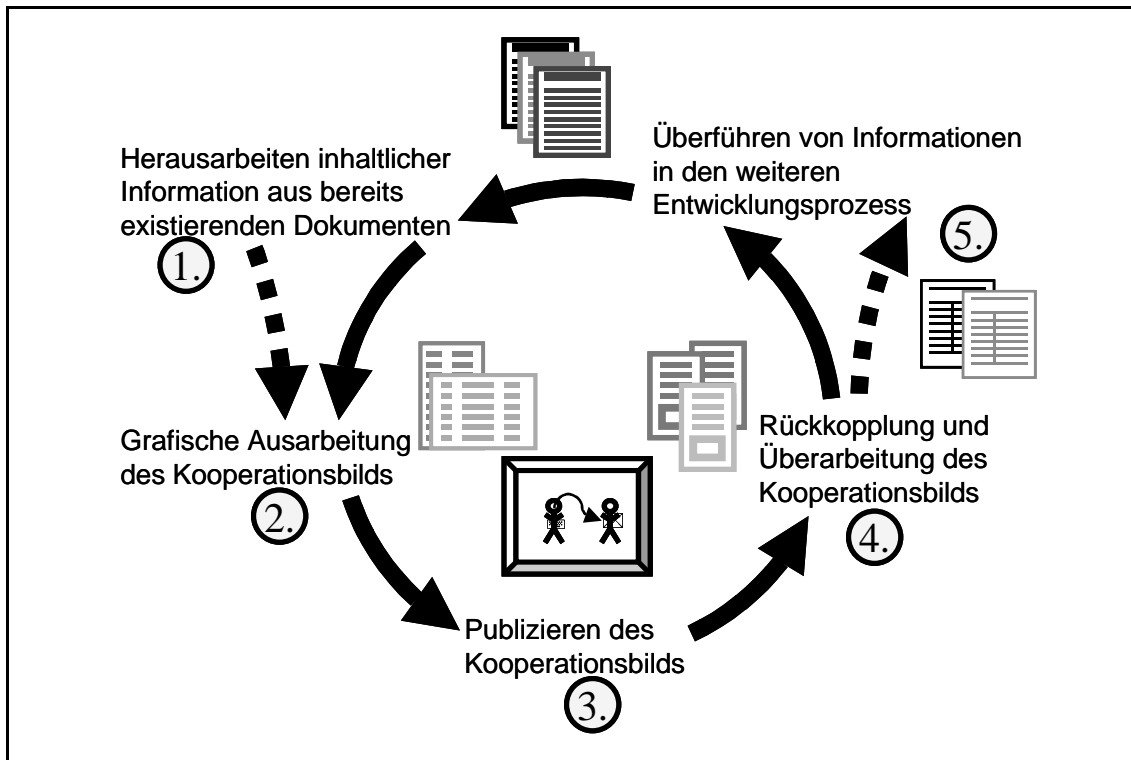 Herausarbeiten inhaltlicher
Information aus bereits
existierenden Dokumenten
1.
Grafische Ausarbeitung
des Kooperationsbilds
2.
Publizieren des
Kooperationsbilds
3.
Rückkopplung und
Überarbeitung des
Kooperationsbilds
4.
Überführen von Informationen
in den weiteren
Entwicklungsprozess
5.